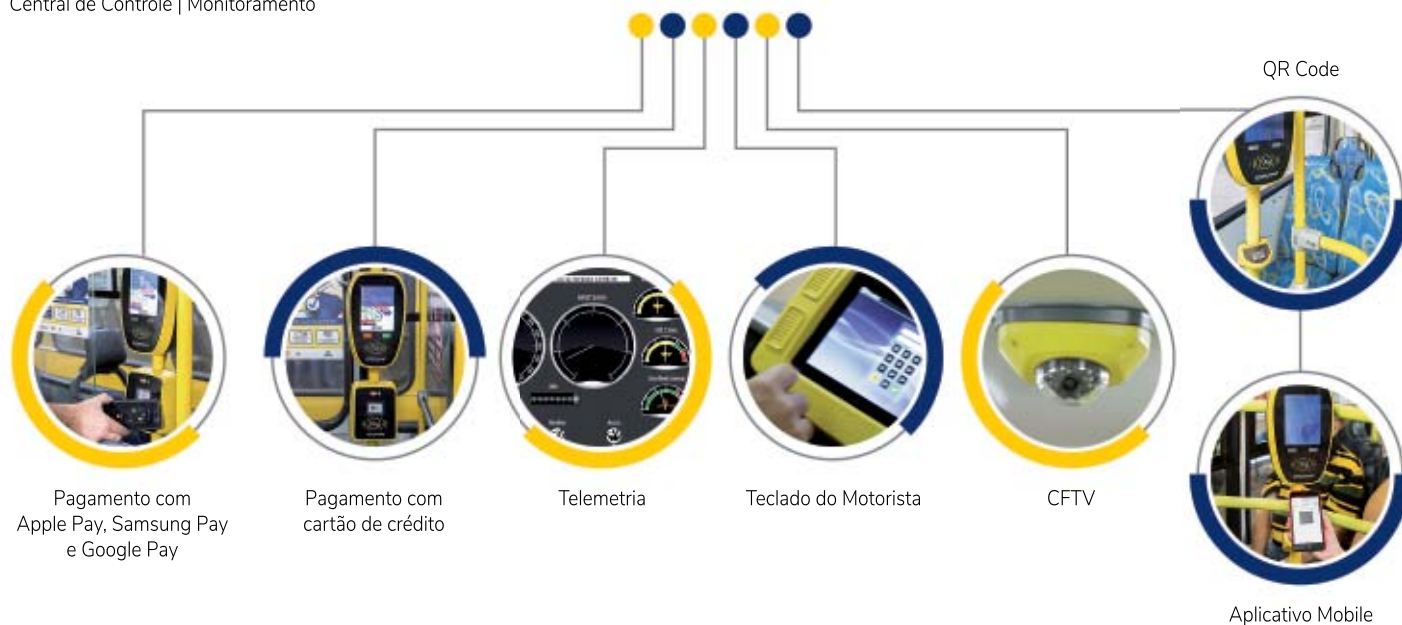 Central de Controle | Monitoramento
QR Code
Pagamento com
Apple Pay, Samsung Pay
e Google Pay
Pagamento com
cartão de crédito
Telemetria
Teclado do Motorista
CFTV
Aplicativo Mobile